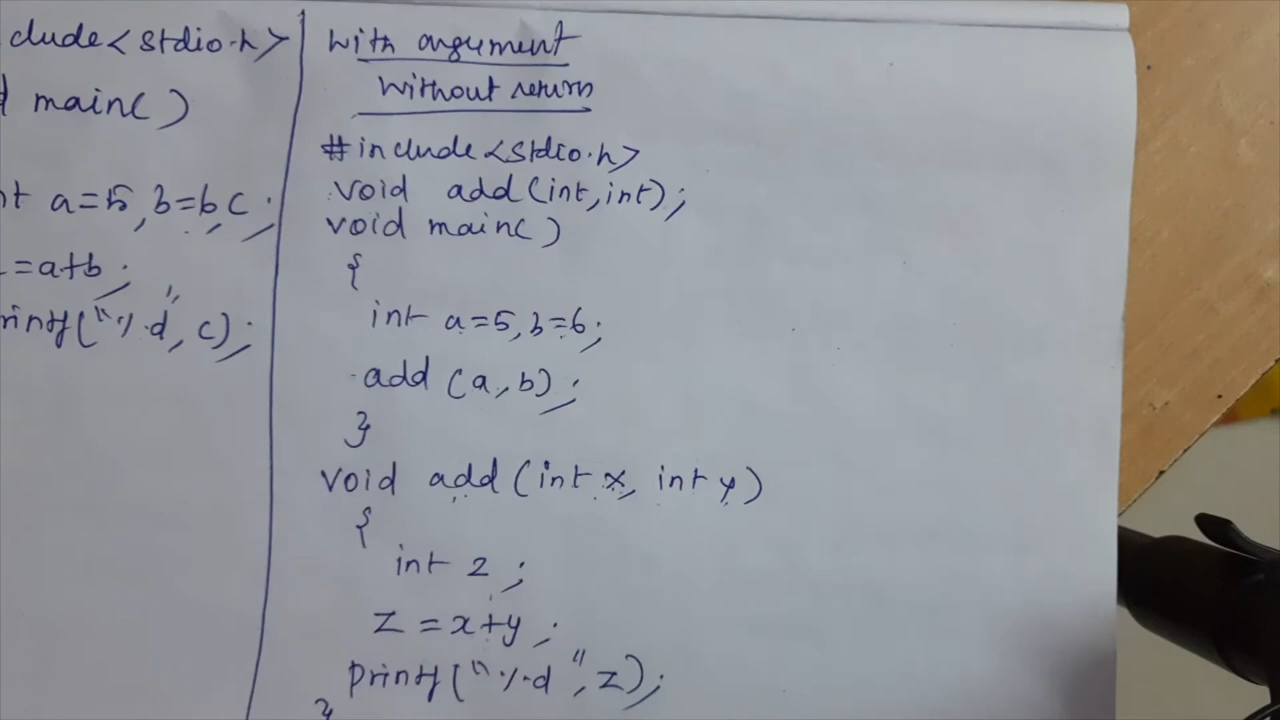 clude<stdio.h>
d main()
nt a=5,b=6,c;
=a+b;
rintf("%d",c);
with argument
without return
#include<stdio.h>
void add(int,int);
void main()
{
int a=5,b=6;
add (a,b);
}
void add(int x, int y)
{
int z;
z=x+y;
printf("%d",z);
}